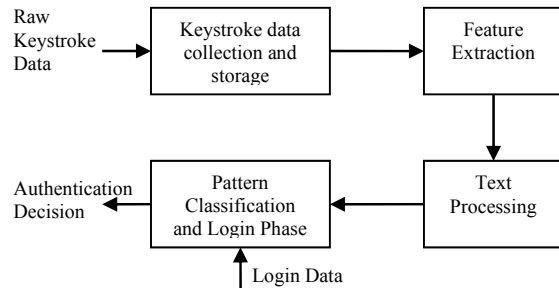 Raw
Keystroke
Data
Keystroke data
collection and
storage
Feature
Extraction
Authentication
Decision
Pattern
Classification
and Login Phase
Text
Processing
Login Data